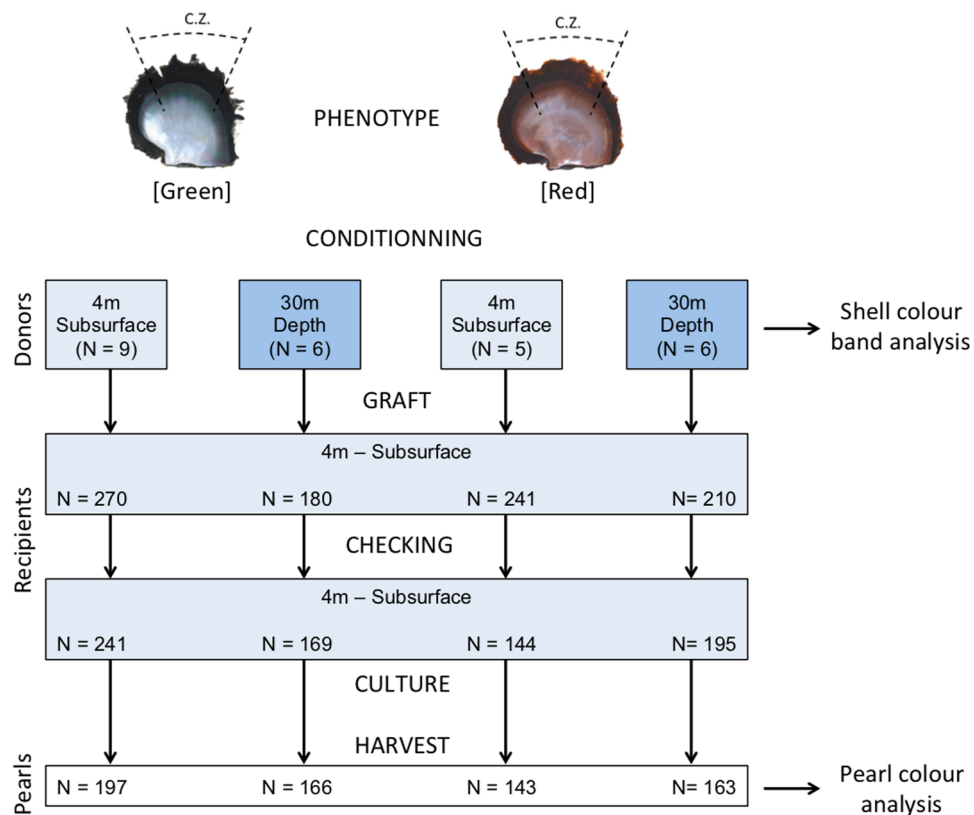 c.z.
c.z.
PHENOTYPE
[Green]
[Red]
CONDITIONNING
Donors
4m
Subsurface
(N = 9)
30m
Depth
(N = 6)
4m
Subsurface
(N = 5)
30m
Depth
(N = 6)
Shell colour
band analysis
GRAFT
Recipients
4m – Subsurface
N = 270
N = 180
N = 241
N= 210
CHECKING
4m – Subsurface
N = 241
N = 169
N = 144
N= 195
CULTURE
HARVEST
Pearls
N = 197
N = 166
N = 143
N= 163
Pearl colour
analysis